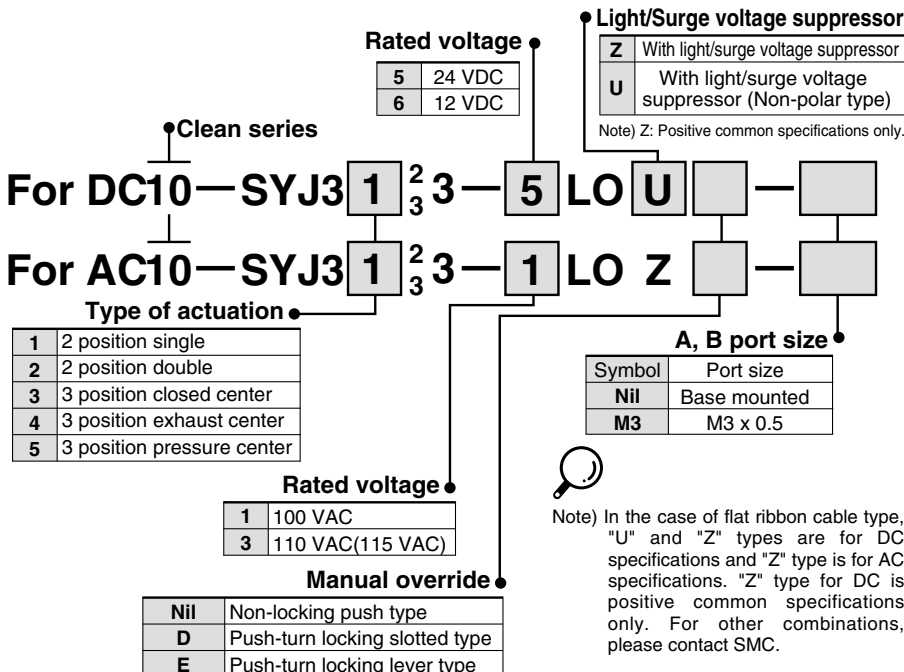 Light/Surge voltage suppressor
Z With light/surge voltage suppressor
U With light/surge voltage
suppressor (Non-polar type)
Note) Z: Positive common specifications only.
Rated voltage
5 24 VDC
6 12 VDC
Clean series
For DC 10 — SYJ3 1 2 3 3 — 5 LO U —
For AC 10 — SYJ3 1 2 3 3 — 1 LO Z —
Type of actuation
1 2 position single
2 2 position double
3 3 position closed center
4 3 position exhaust center
5 3 position pressure center
A, B port size
Symbol Port size
Nil Base mounted
M3 M3 x 0.5
Rated voltage
1 100 VAC
3 110 VAC(115 VAC)
Note) In the case of flat ribbon cable type,
"U" and "Z" types are for DC
specifications and "Z" type is for AC
specifications. "Z" type for DC is
positive common specifications
only. For other combinations,
please contact SMC.
Manual override
Nil Non-locking push type
D Push-turn locking slotted type
E Push-turn locking lever type